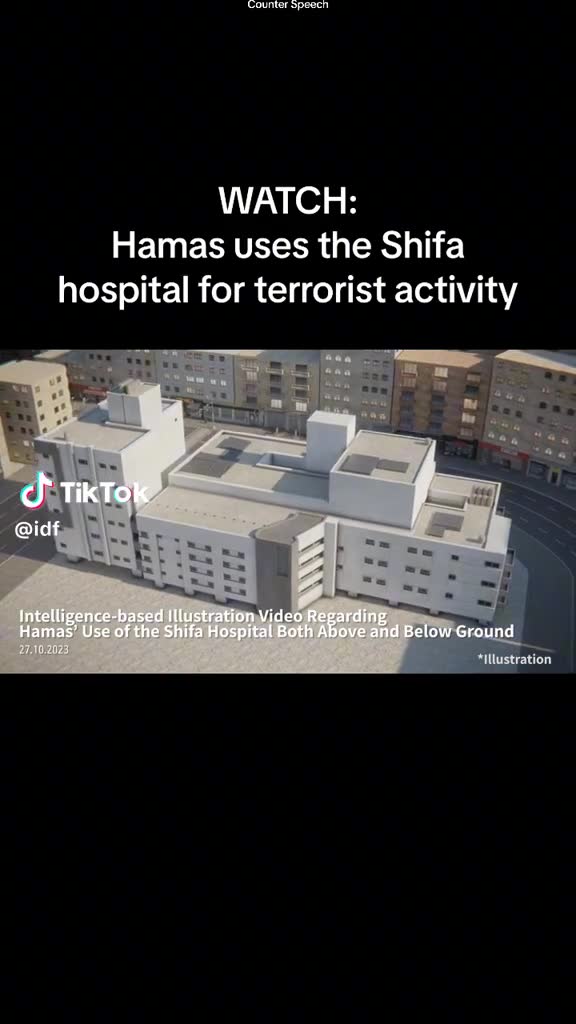 Counter Speech
WATCH:
Hamas uses the Shifa
hospital for terrorist activity
TikTok
@idf
Intelligence-based Illustration Video Regarding
Hamas' Use of the Shifa Hospital Both Above and Below Ground
27.10.2023
*Illustration